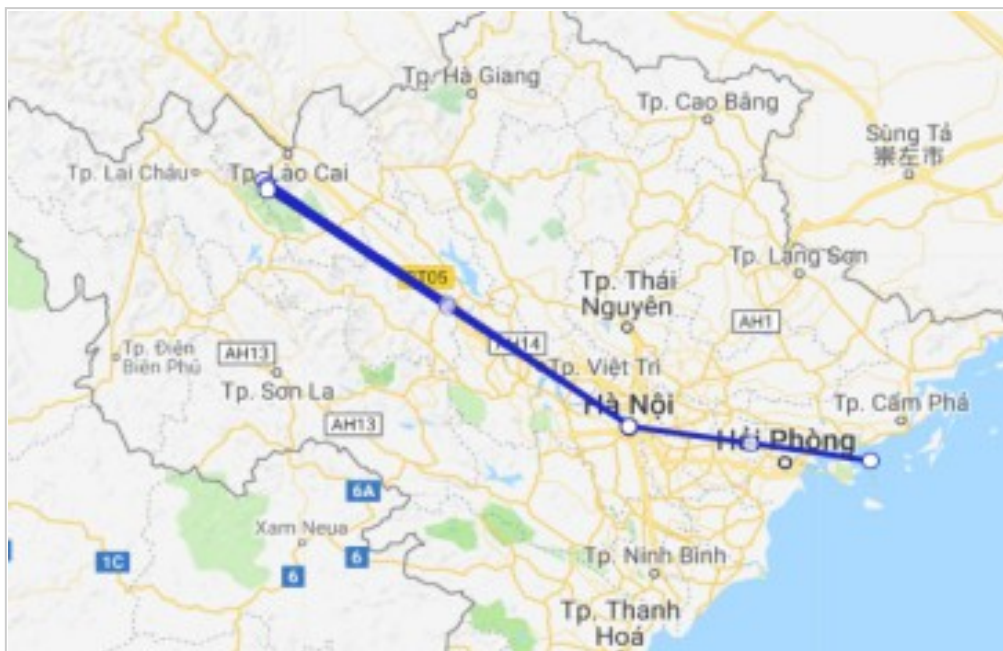 Tp. Hà Giang
Tp. Cao Bằng
Sùng Tả
崇左市
Tp. Lai Châu
Tp. Lào Cai
Tp. Lạng Sơn
CT05
Tp. Thái
Nguyên
AH1
AH14
Tp. Điện
Biên Phủ
AH13
Tp. Việt Trì
Tp. Sơn La
Hà Nội
Tp. Cẩm Phả
AH13
Hải Phòng
6A
Xam Neua
1C
6
6
Tp. Ninh Bình
Tp. Thanh
Hoá